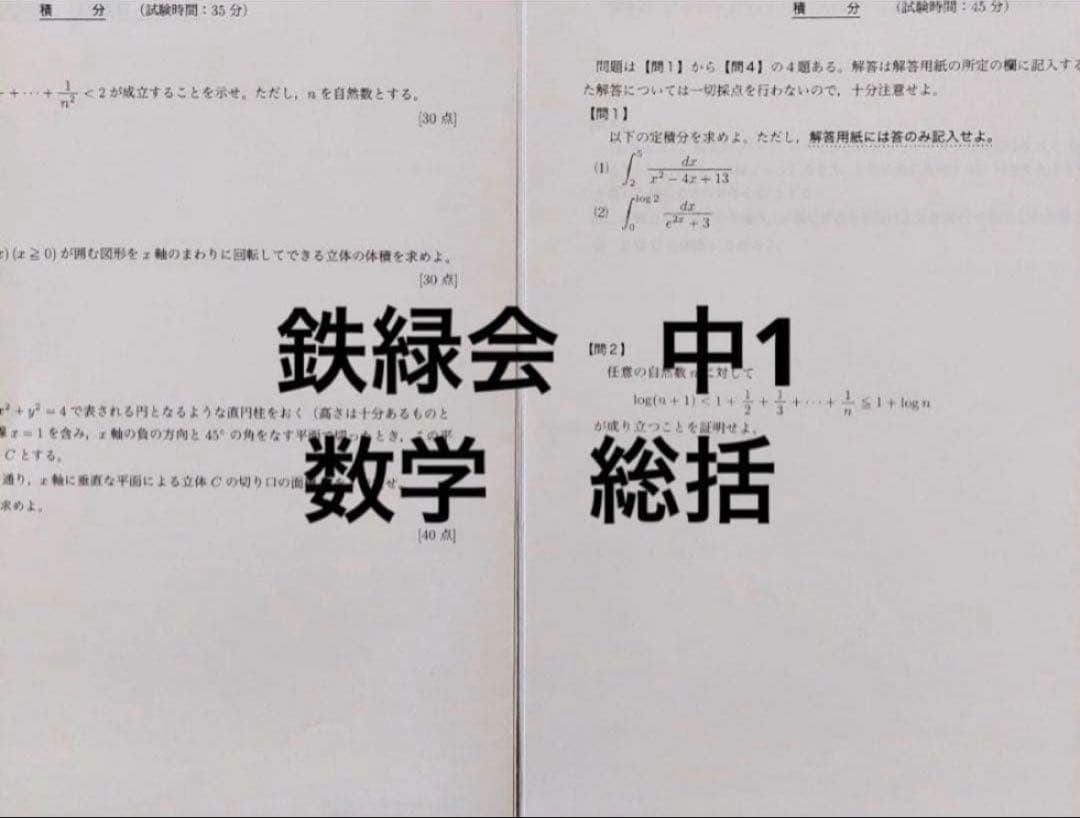 積 分 (試験時間：35分)
+ ⋯ + 1/n² < 2 が成立することを示せ。ただし，n を自然数とする。
[30点]
) (x ≧ 0) が囲む図形を x 軸のまわりに回転してできる立体の体積を求めよ。
[30点]
x² + y² = 4 で表される円となるような直円柱をおく（高さは十分あるものと
線 x = 1 を含み，x 軸の負の方向と 45° の角をなす平面で切ったとき，この平
C とする。
通り，x 軸に垂直な平面による立体 C の切り口の面
求めよ。
[40点]
積 分 (試験時間：45分)
問題は【問1】から【問4】の4題ある。解答は解答用紙の所定の欄に記入する
た解答については一切採点を行わないので，十分注意せよ。
【問1】
以下の定積分を求めよ。ただし，解答用紙には答のみ記入せよ。
(1) ∫₂⁵ dx/(x² − 4x + 13)
(2) ∫₀^{log 2} dx/(e^{2x} + 3)
【問2】
任意の自然数 n に対して
log(n + 1) < 1 + 1/2 + 1/3 + ⋯ + 1/n ≦ 1 + log n
が成り立つことを証明せよ。
鉄緑会 中1
数学 総括